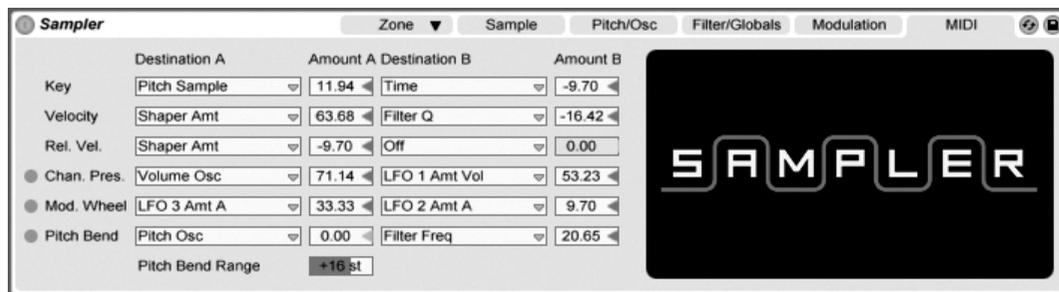 Sampler Zone ▼ Sample Pitch/Osc Filter/Globals Modulation MIDI
Destination A Amount A Destination B Amount B
Key Pitch Sample 11.94 Time -9.70
Velocity Shaper Amt 63.68 Filter Q -16.42
Rel. Vel. Shaper Amt -9.70 Off 0.00
Chan. Pres. Volume Osc 71.14 LFO 1 Amt Vol 53.23
Mod. Wheel LFO 3 Amt A 33.33 LFO 2 Amt A 9.70
Pitch Bend Pitch Osc 0.00 Filter Freq 20.65
Pitch Bend Range +16 st
SAMPLER